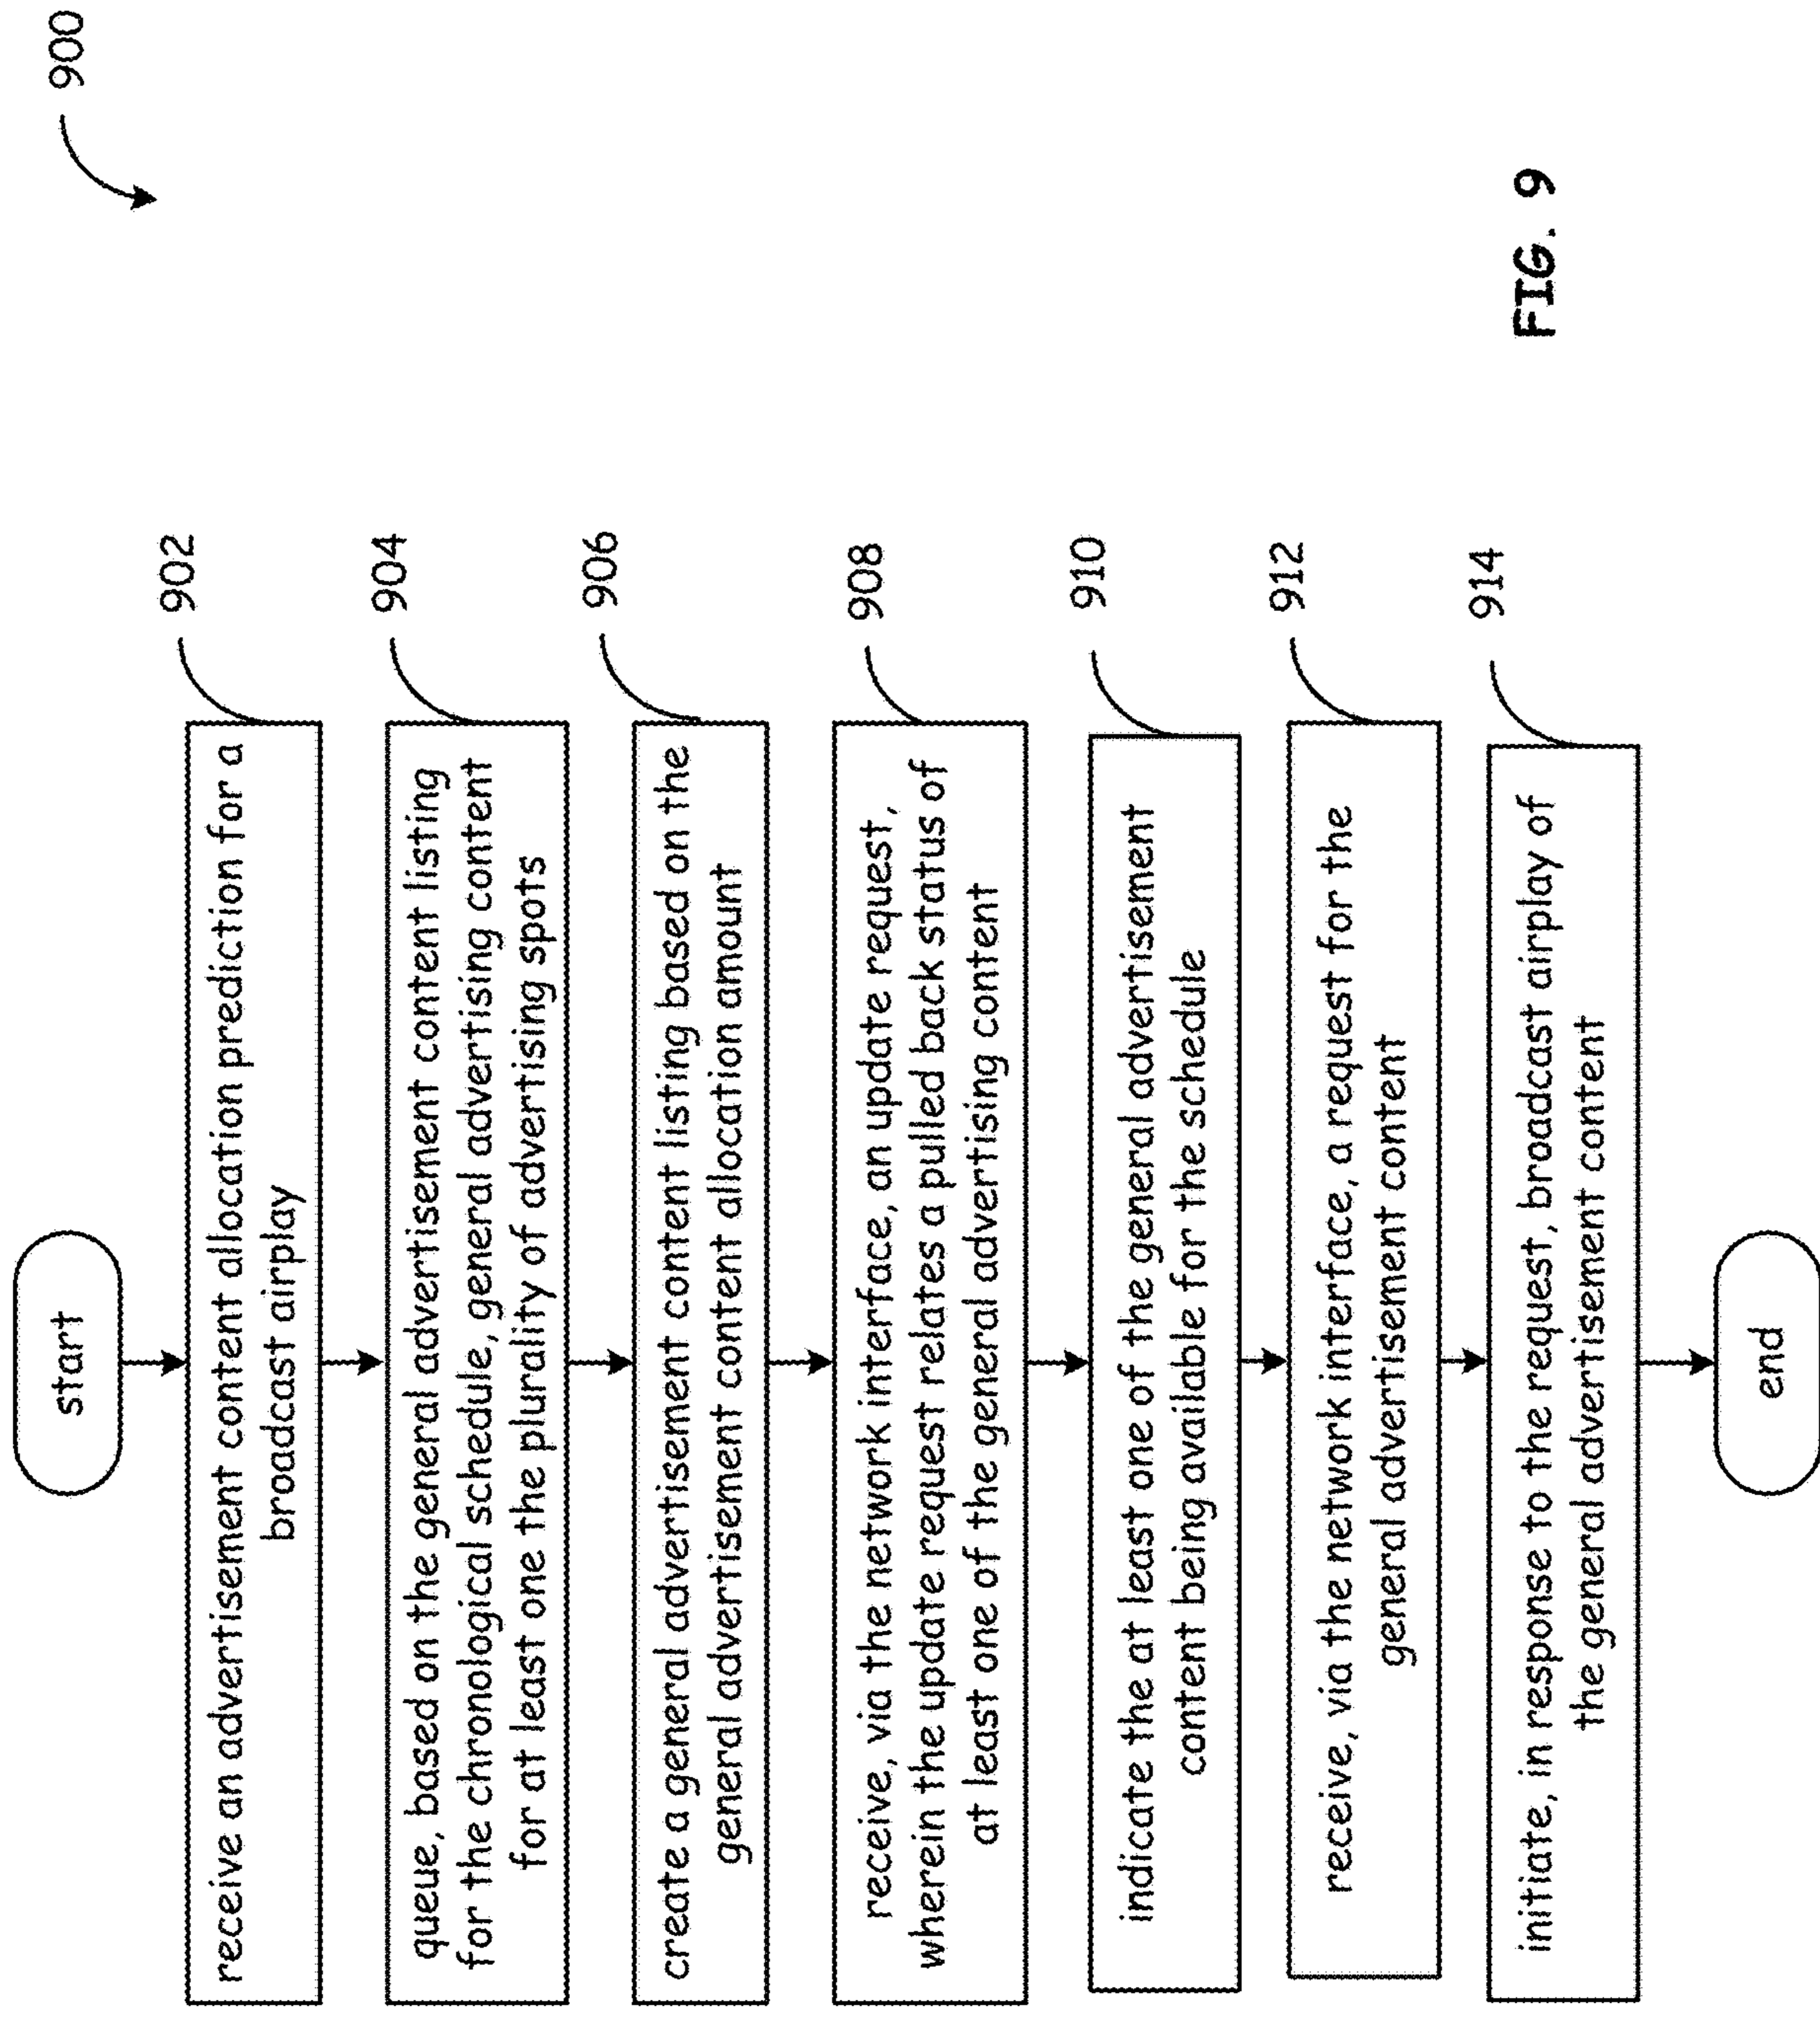 900
start
902
receive an advertisement content allocation prediction for a
broadcast airplay
904
queue, based on the general advertisement content listing
for the chronological schedule, general advertising content
for at least one the plurality of advertising spots
906
create a general advertisement content listing based on the
general advertisement content allocation amount
908
receive, via the network interface, an update request,
wherein the update request relates a pulled back status of
at least one of the general advertising content
910
indicate the at least one of the general advertisement
content being available for the schedule
912
receive, via the network interface, a request for the
general advertisement content
914
initiate, in response to the request, broadcast airplay of
the general advertisement content
end
FIG. 9